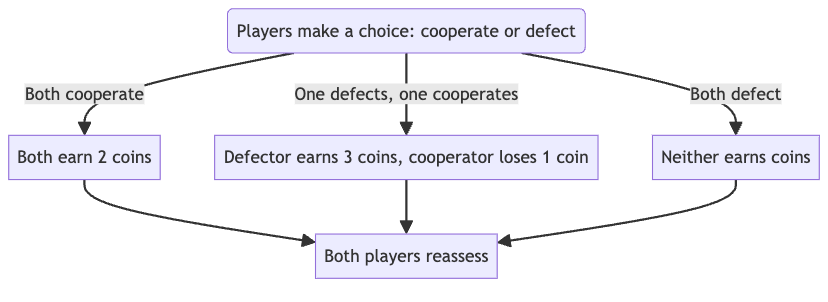 Players make a choice: cooperate or defect
Both cooperate
One defects, one cooperates
Both defect
Both earn 2 coins
Defector earns 3 coins, cooperator loses 1 coin
Neither earns coins
Both players reassess